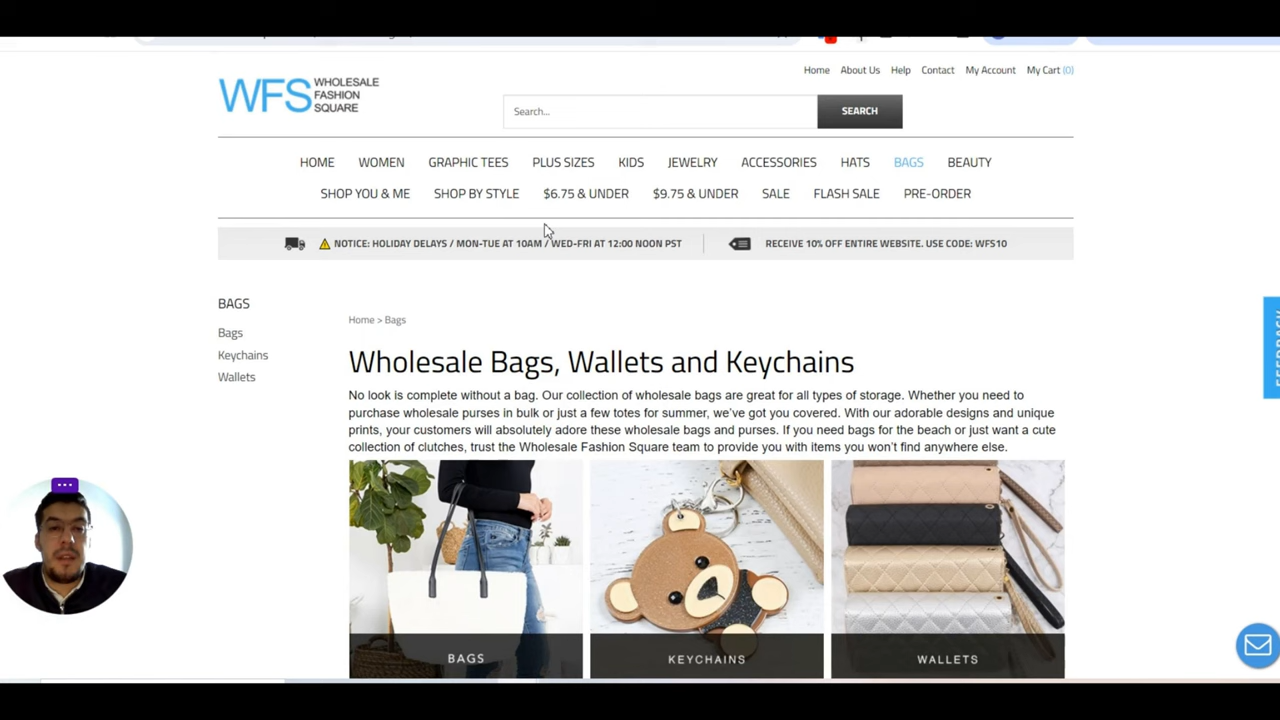 Home About Us Help Contact My Account My Cart (0)
WFS WHOLESALE
FASHION
SQUARE
Search...
SEARCH
HOME WOMEN GRAPHIC TEES PLUS SIZES KIDS JEWELRY ACCESSORIES HATS BAGS BEAUTY
SHOP YOU & ME SHOP BY STYLE $6.75 & UNDER $9.75 & UNDER SALE FLASH SALE PRE-ORDER
NOTICE: HOLIDAY DELAYS / MON-TUE AT 10AM / WED-FRI AT 12:00 NOON PST
RECEIVE 10% OFF ENTIRE WEBSITE. USE CODE: WFS10
BAGS
Bags
Keychains
Wallets
Home > Bags
Wholesale Bags, Wallets and Keychains
No look is complete without a bag. Our collection of wholesale bags are great for all types of storage. Whether you need to
purchase wholesale purses in bulk or just a few totes for summer, we've got you covered. With our adorable designs and unique
prints, your customers will absolutely adore these wholesale bags and purses. If you need bags for the beach or just want a cute
collection of clutches, trust the Wholesale Fashion Square team to provide you with items you won't find anywhere else.
BAGS
KEYCHAINS
WALLETS
FEEDBACK